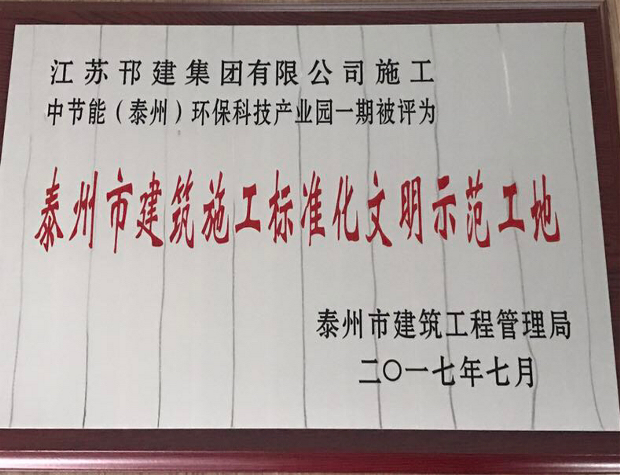 江苏邗建集团有限公司施工
中节能（泰州）环保科技产业园一期被评为
泰州市建筑施工标准化文明示范工地
泰州市建筑工程管理局
二〇一七年七月